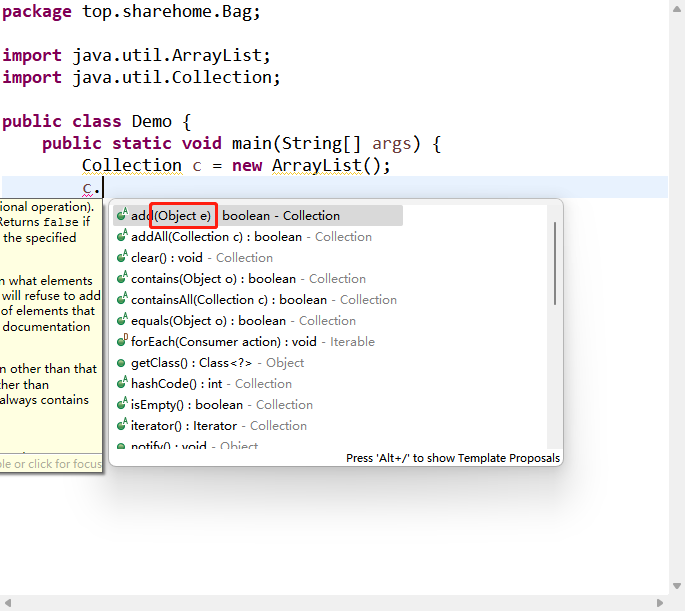 package top.sharehome.Bag;
import java.util.ArrayList;
import java.util.Collection;
public class Demo {
public static void main(String[] args) {
Collection c = new ArrayList();
c.
ional operation).
Returns false if
the specified
n what elements
will refuse to add
of elements that
documentation
n other than that
ther than
always contains
ble or click for focus
add(Object e) : boolean - Collection
addAll(Collection c) : boolean - Collection
clear() : void - Collection
contains(Object o) : boolean - Collection
containsAll(Collection c) : boolean - Collection
equals(Object o) : boolean - Collection
forEach(Consumer action) : void - Iterable
getClass() : Class<?> - Object
hashCode() : int - Collection
isEmpty() : boolean - Collection
iterator() : Iterator - Collection
notify() : void - Object
Press 'Alt+/' to show Template Proposals